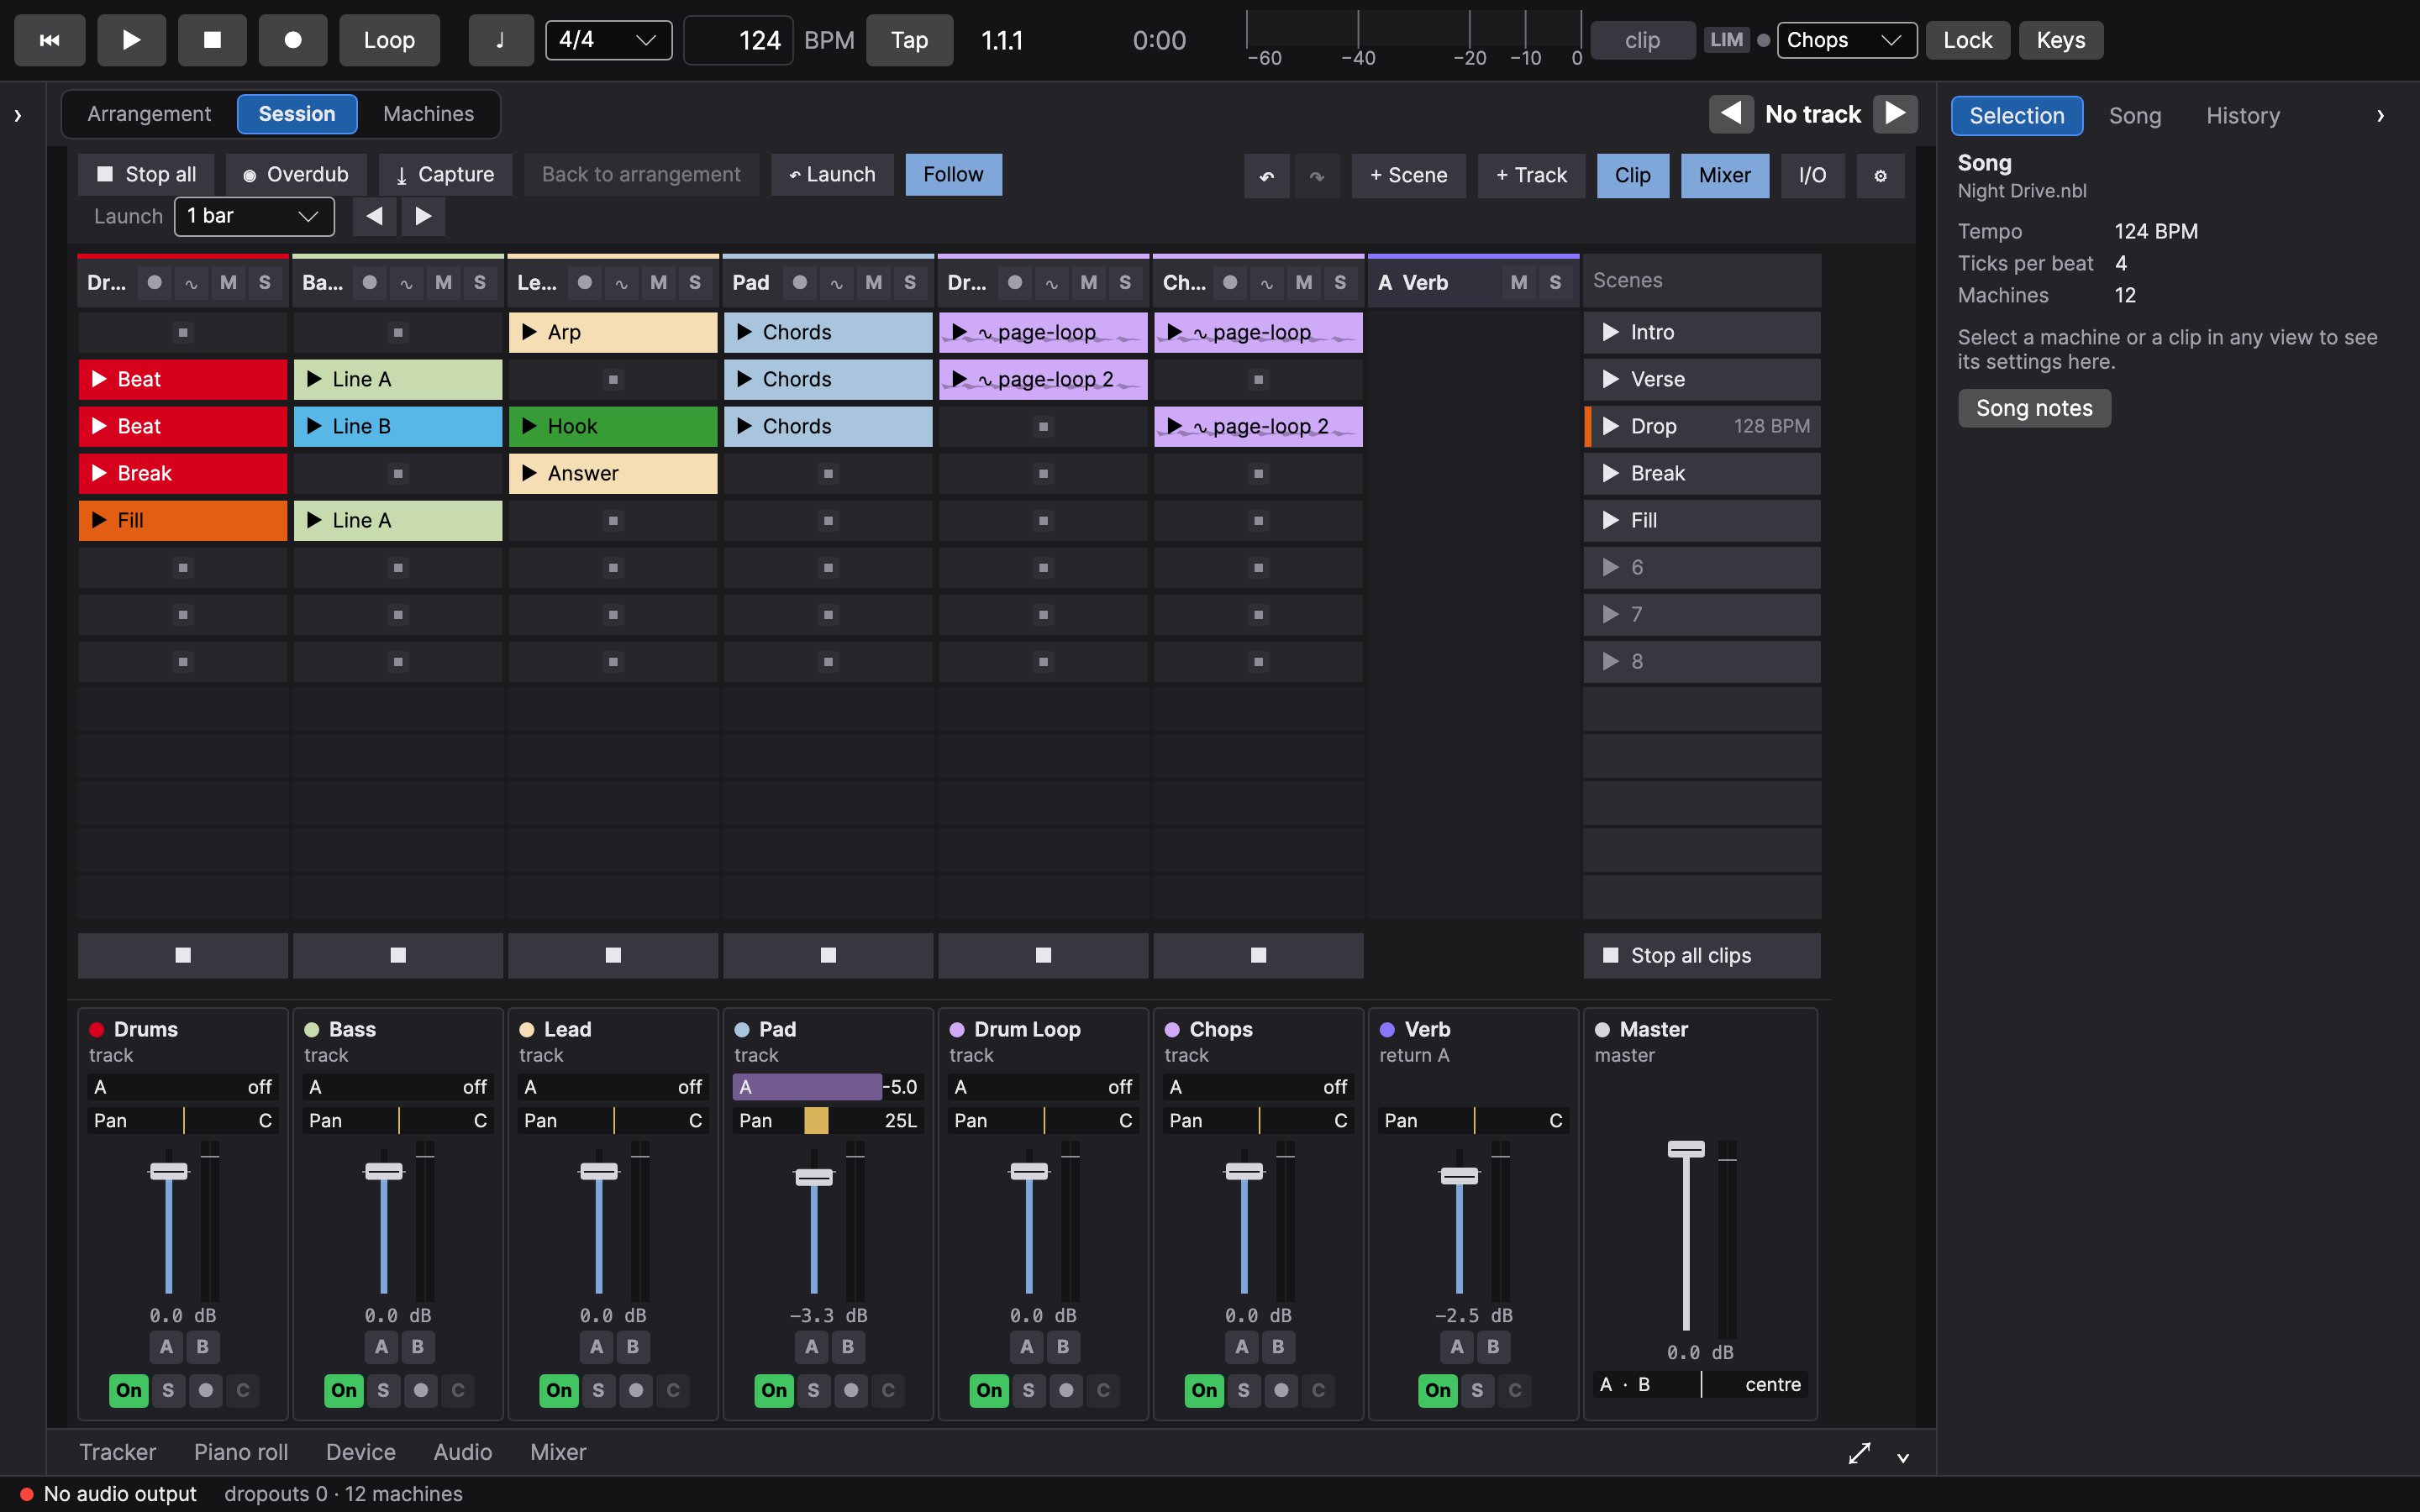 Loop 4/4 124 BPM Tap 1.1.1 0:00 −60 −40 −20 −10 0 clip LIM Chops Lock Keys
Arrangement Session Machines No track Selection Song History
Stop all Overdub Capture Back to arrangement Launch Follow + Scene + Track Clip Mixer I/O
Launch 1 bar
Song
Night Drive.nbl
Tempo 124 BPM
Ticks per beat 4
Machines 12
Select a machine or a clip in any view to see
its settings here.
Song notes
Dr... M S Ba... M S Le... M S Pad M S Dr... M S Ch... M S A Verb M S Scenes
Arp Chords page-loop page-loop Intro
Beat Line A Chords page-loop 2 Verse
Beat Line B Hook Chords page-loop 2 Drop 128 BPM
Break Answer Break
Fill Line A Fill
6
7
8
Stop all clips
Drums Bass Lead Pad Drum Loop Chops Verb Master
track track track track track track return A master
A off A off A off A -5.0 A off A off
Pan C Pan C Pan C Pan 25L Pan C Pan C Pan C
0.0 dB 0.0 dB 0.0 dB −3.3 dB 0.0 dB 0.0 dB −2.5 dB 0.0 dB
A B A B A B A B A B A B A B
On S C On S C On S C On S C On S C On S C On S C A · B centre
Tracker Piano roll Device Audio Mixer
No audio output dropouts 0 · 12 machines